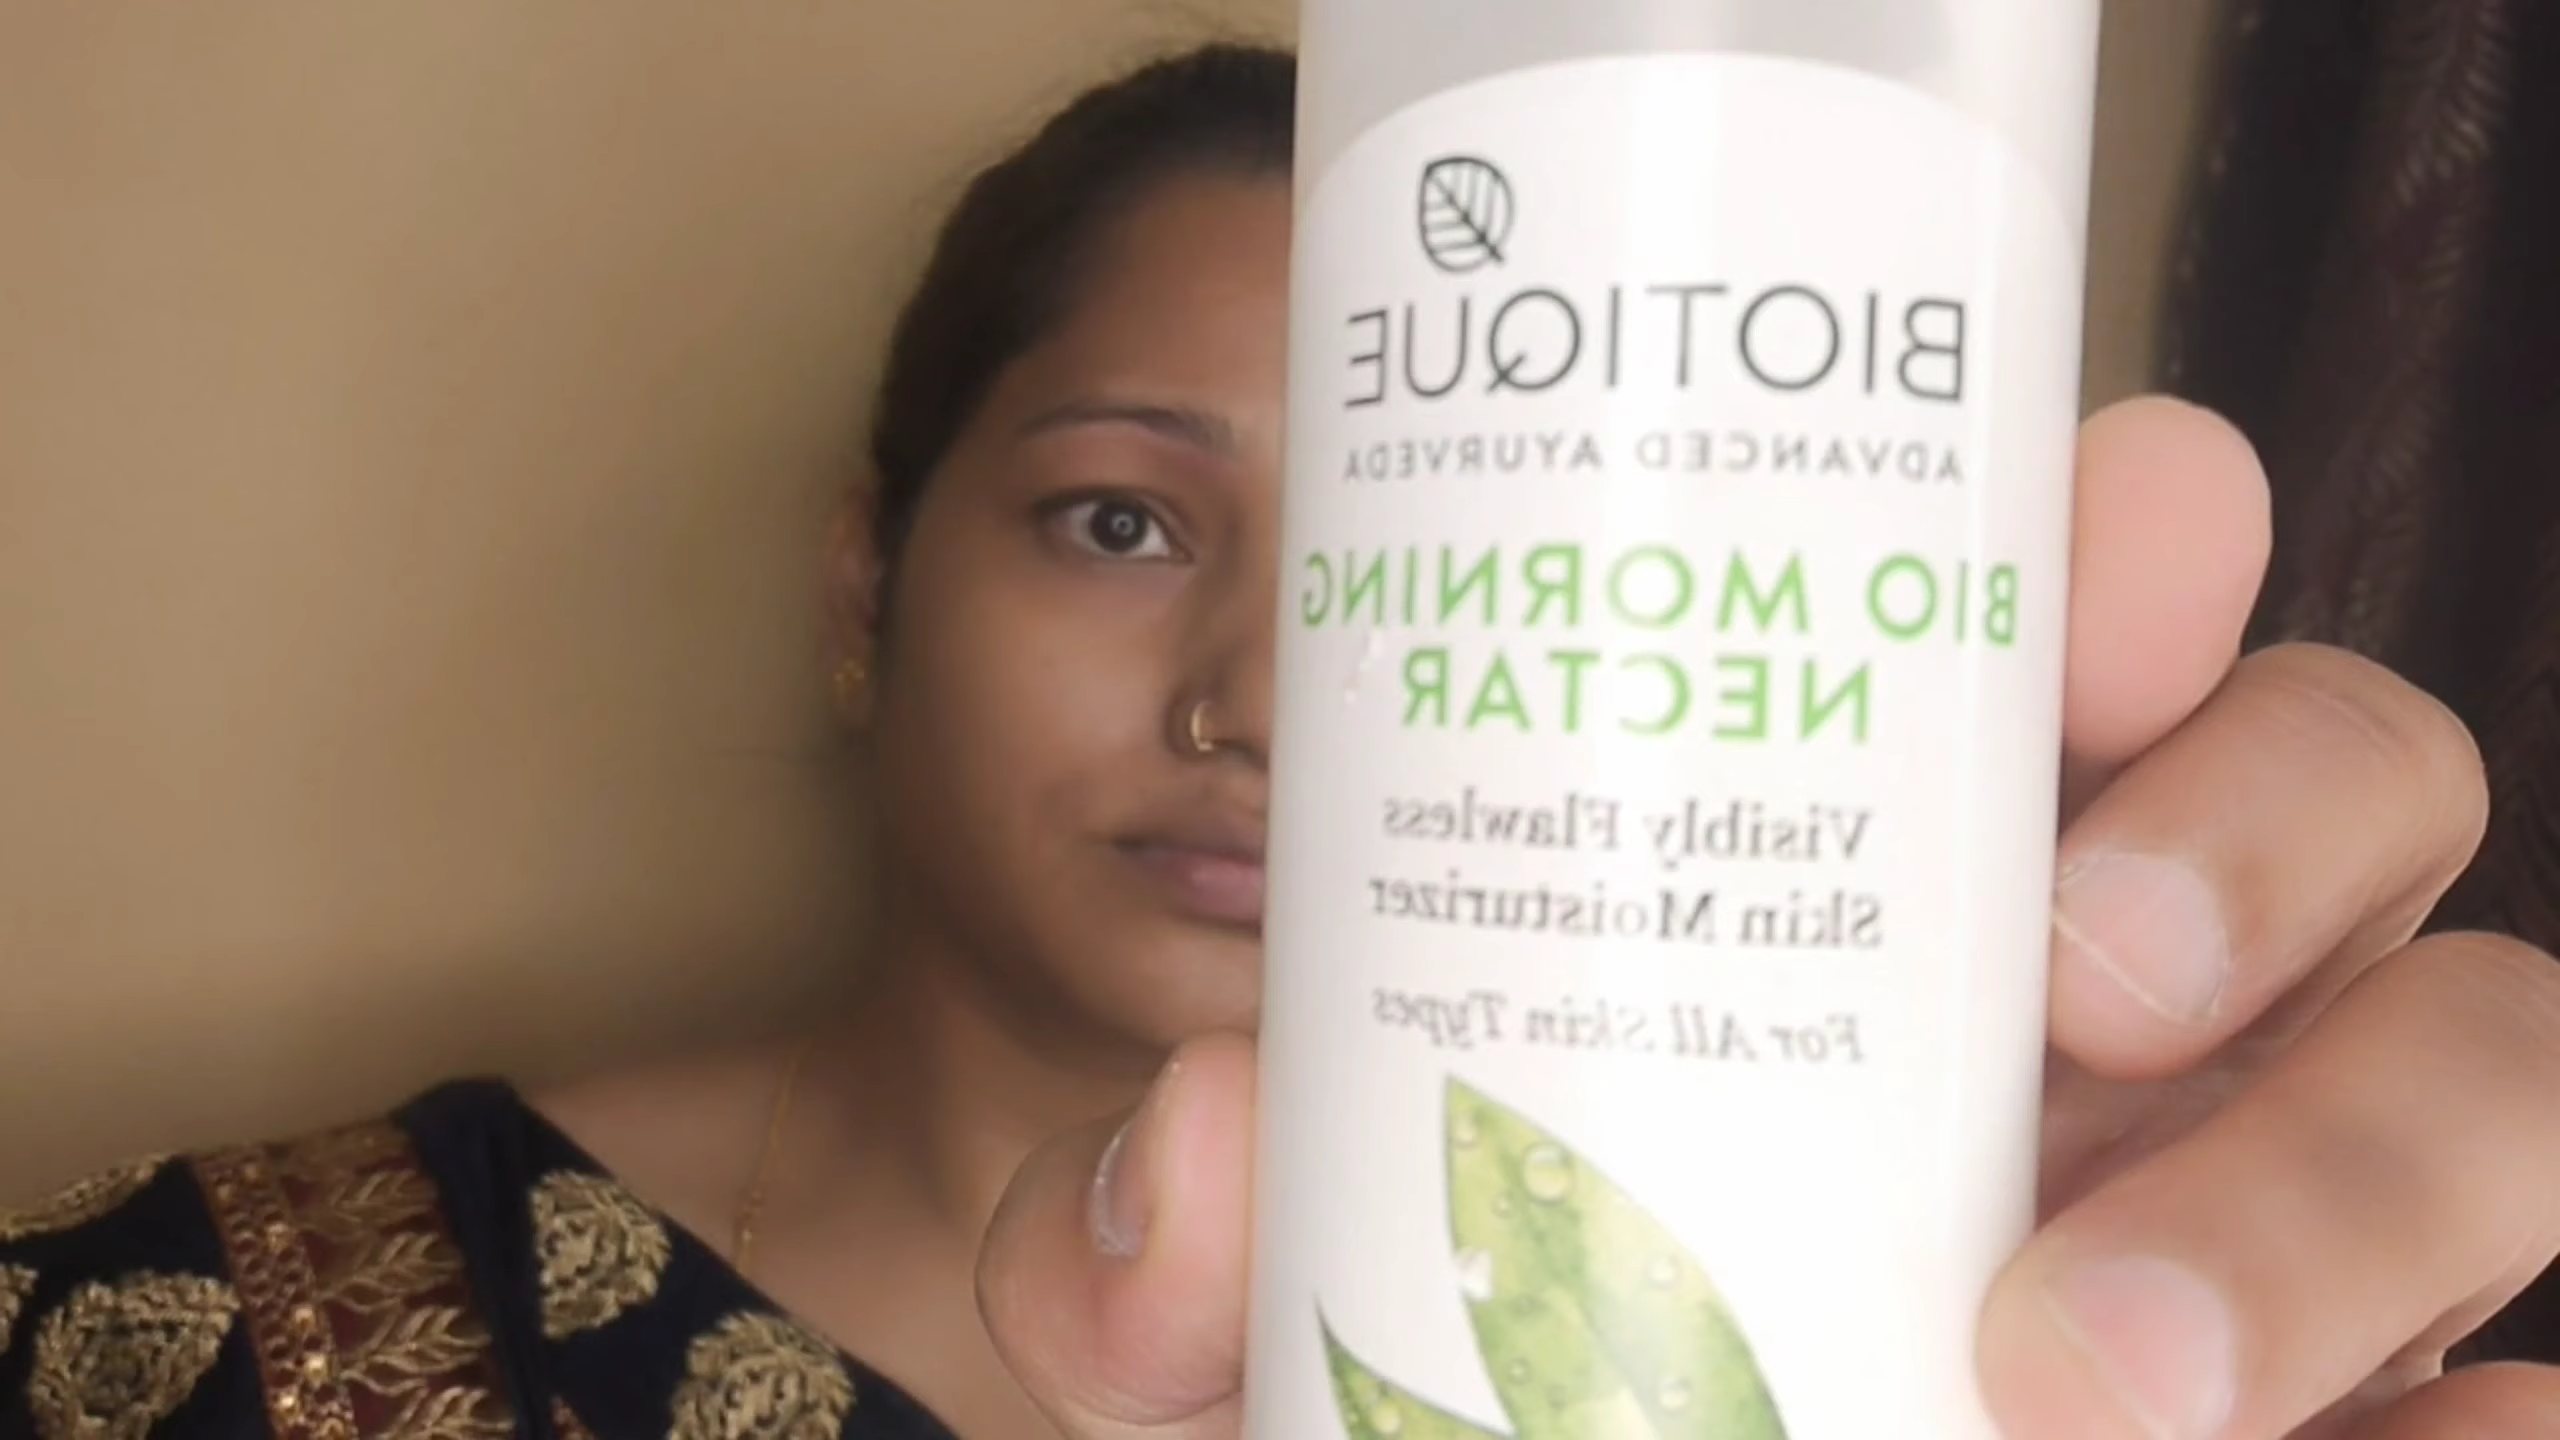 BIOTIQUE
ADVANCED AYURVEDA
BIO MORNING
NECTAR
Visibly Flawless
Skin Moisturizer
For All Skin Types